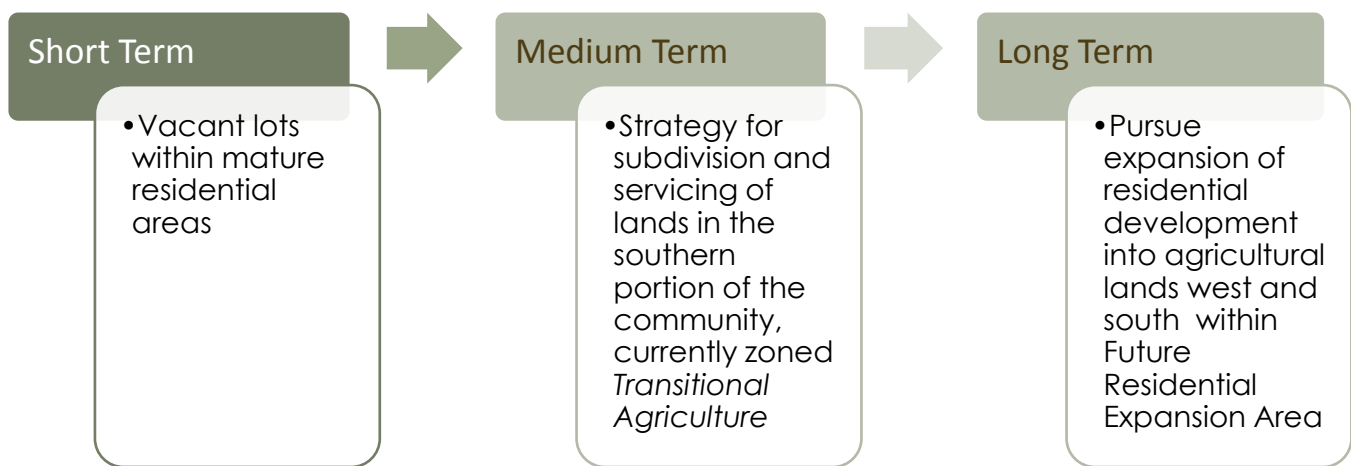 Short Term
•Vacant lots
within mature
residential
areas
Medium Term
•Strategy for
subdivision and
servicing of
lands in the
southern
portion of the
community,
currently zoned
Transitional
Agriculture
Long Term
•Pursue
expansion of
residential
development
into agricultural
lands west and
south within
Future
Residential
Expansion Area